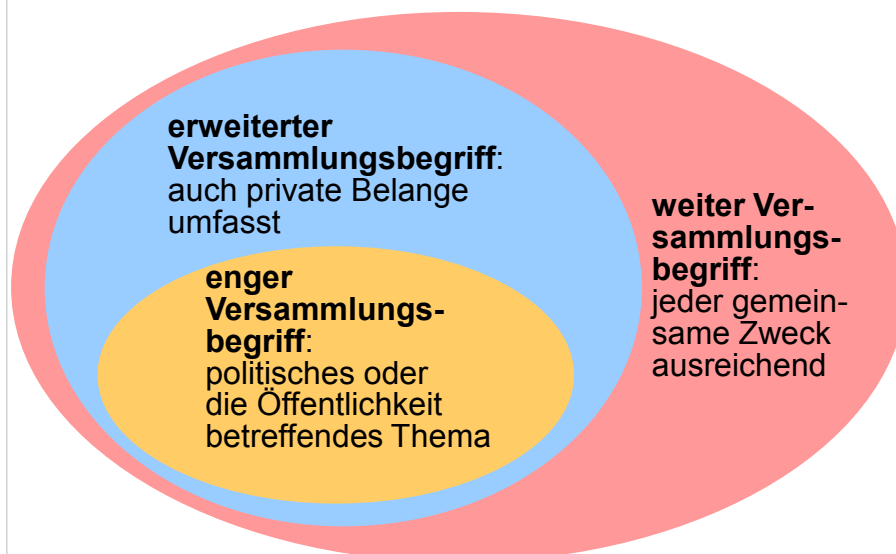 erweiterter
Versammlungsbegriff:
auch private Belange
umfasst
enger
Versammlungs-
begriff:
politisches oder
die Öffentlichkeit
betreffendes Thema
weiter Ver-
sammlungs-
begriff:
jeder gemein-
same Zweck
ausreichend